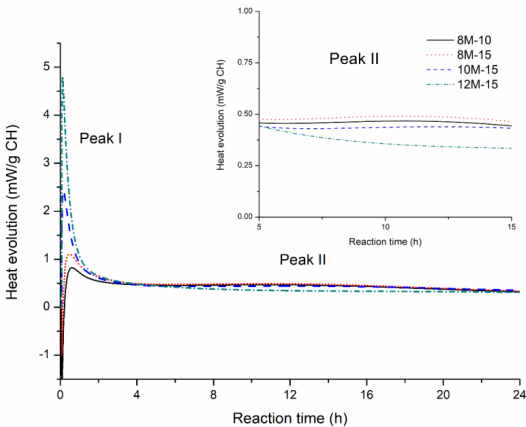 Heat evolution (mW/g CH)
5
4
3
2
1
0
-1
0 4 8 12 16 20 24
Reaction time (h)
Peak I
Peak II
Heat evolution (mW/g CH)
1.00
0.75
0.50
0.25
0.00
5 10 15
Reaction time (h)
Peak II
8M-10
8M-15
10M-15
12M-15